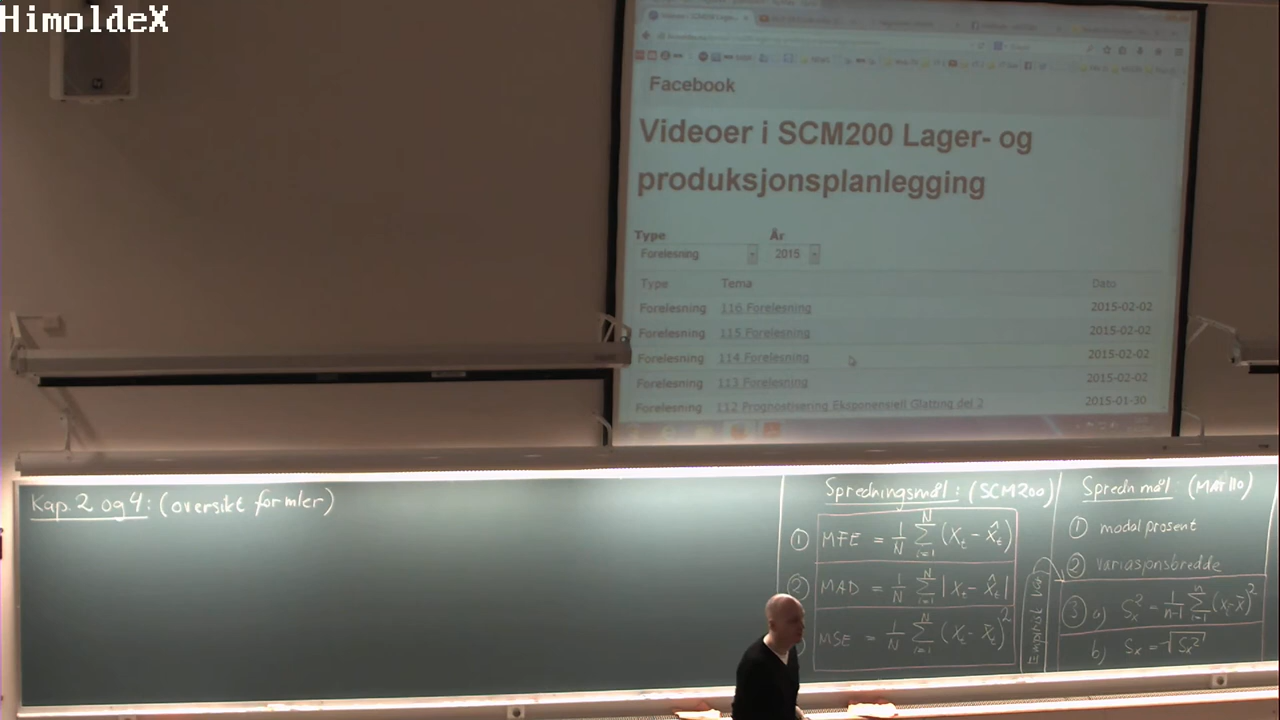 HimoldeX
Facebook
Videoer i SCM200 Lager- og
produksjonsplanlegging
Type År
Forelesning 2015
Type Tema Dato
Forelesning 116 Forelesning 2015-02-02
Forelesning 115 Forelesning 2015-02-02
Forelesning 114 Forelesning 2015-02-02
Forelesning 113 Forelesning 2015-02-02
Forelesning 112 Prognostisering Eksponensiell Glatting del 2 2015-01-30
Kap. 2 og 4: (oversikt formler)
Spredningsmål: (SCM200)
① MFE = 1/N Σ_{i=1}^{N} (X_t - X̂_t)
② MAD = 1/N Σ_{i=1}^{N} |X_t - X̂_t|
MSE = 1/N Σ_{i=1}^{N} (X_t - X̂_t)²
Spredn mål: (MAT110)
① modal prosent
② variasjonsbredde
③ a) S_x² = 1/(n-1) Σ_{i=1}^{n} (x_i - x̄)²
b) S_x = √S_x²